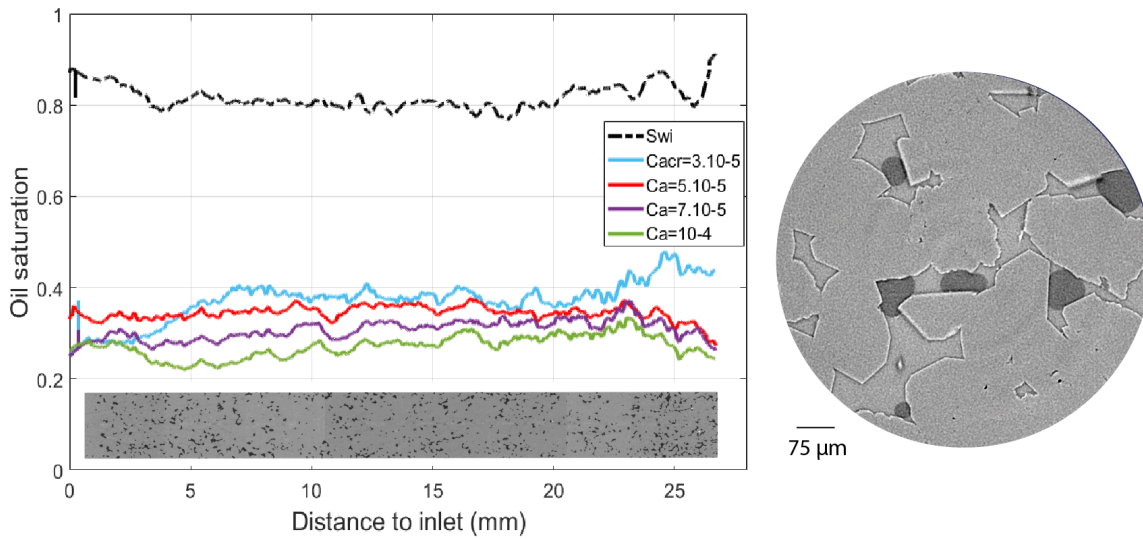 1
0.8
0.6
0.4
0.2
0
Oil saturation
Swi
Cacr=3.10-5
Ca=5.10-5
Ca=7.10-5
Ca=10-4
0 5 10 15 20 25
Distance to inlet (mm)
75 µm